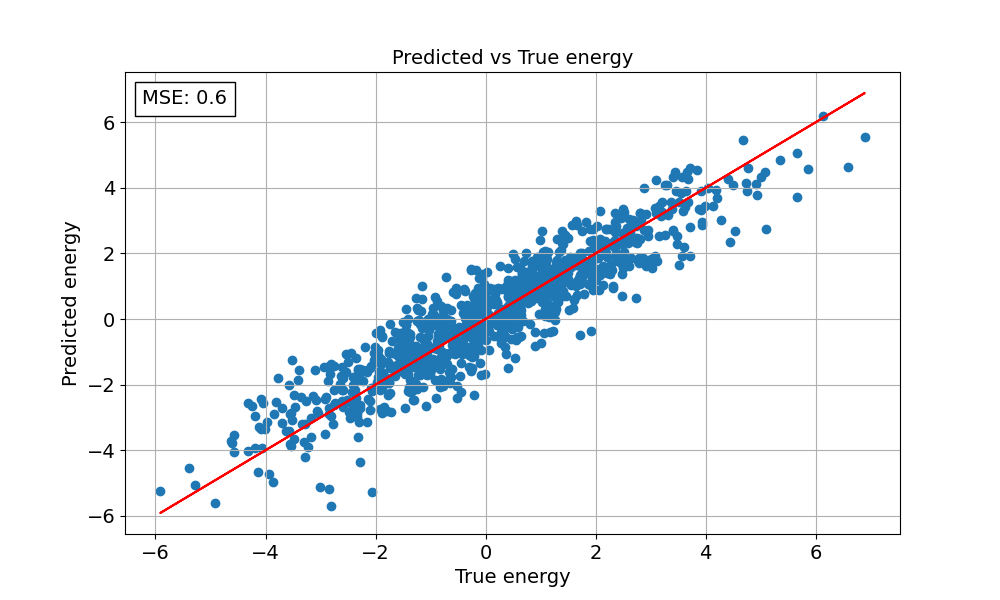 Predicted vs True energy
MSE: 0.6
6
4
2
0
−2
−4
−6
Predicted energy
−6 −4 −2 0 2 4 6
True energy